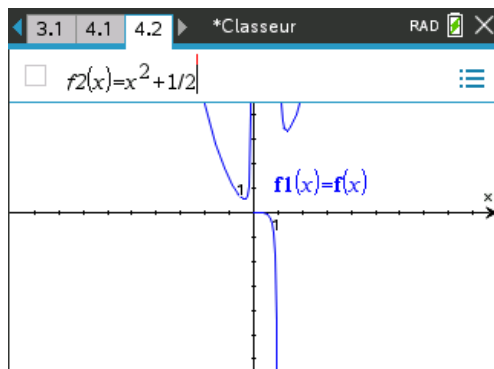 3.1 4.1 4.2 *Classeur RAD
f2(x)=x²+1/2
f1(x)=f(x)
1
x
1